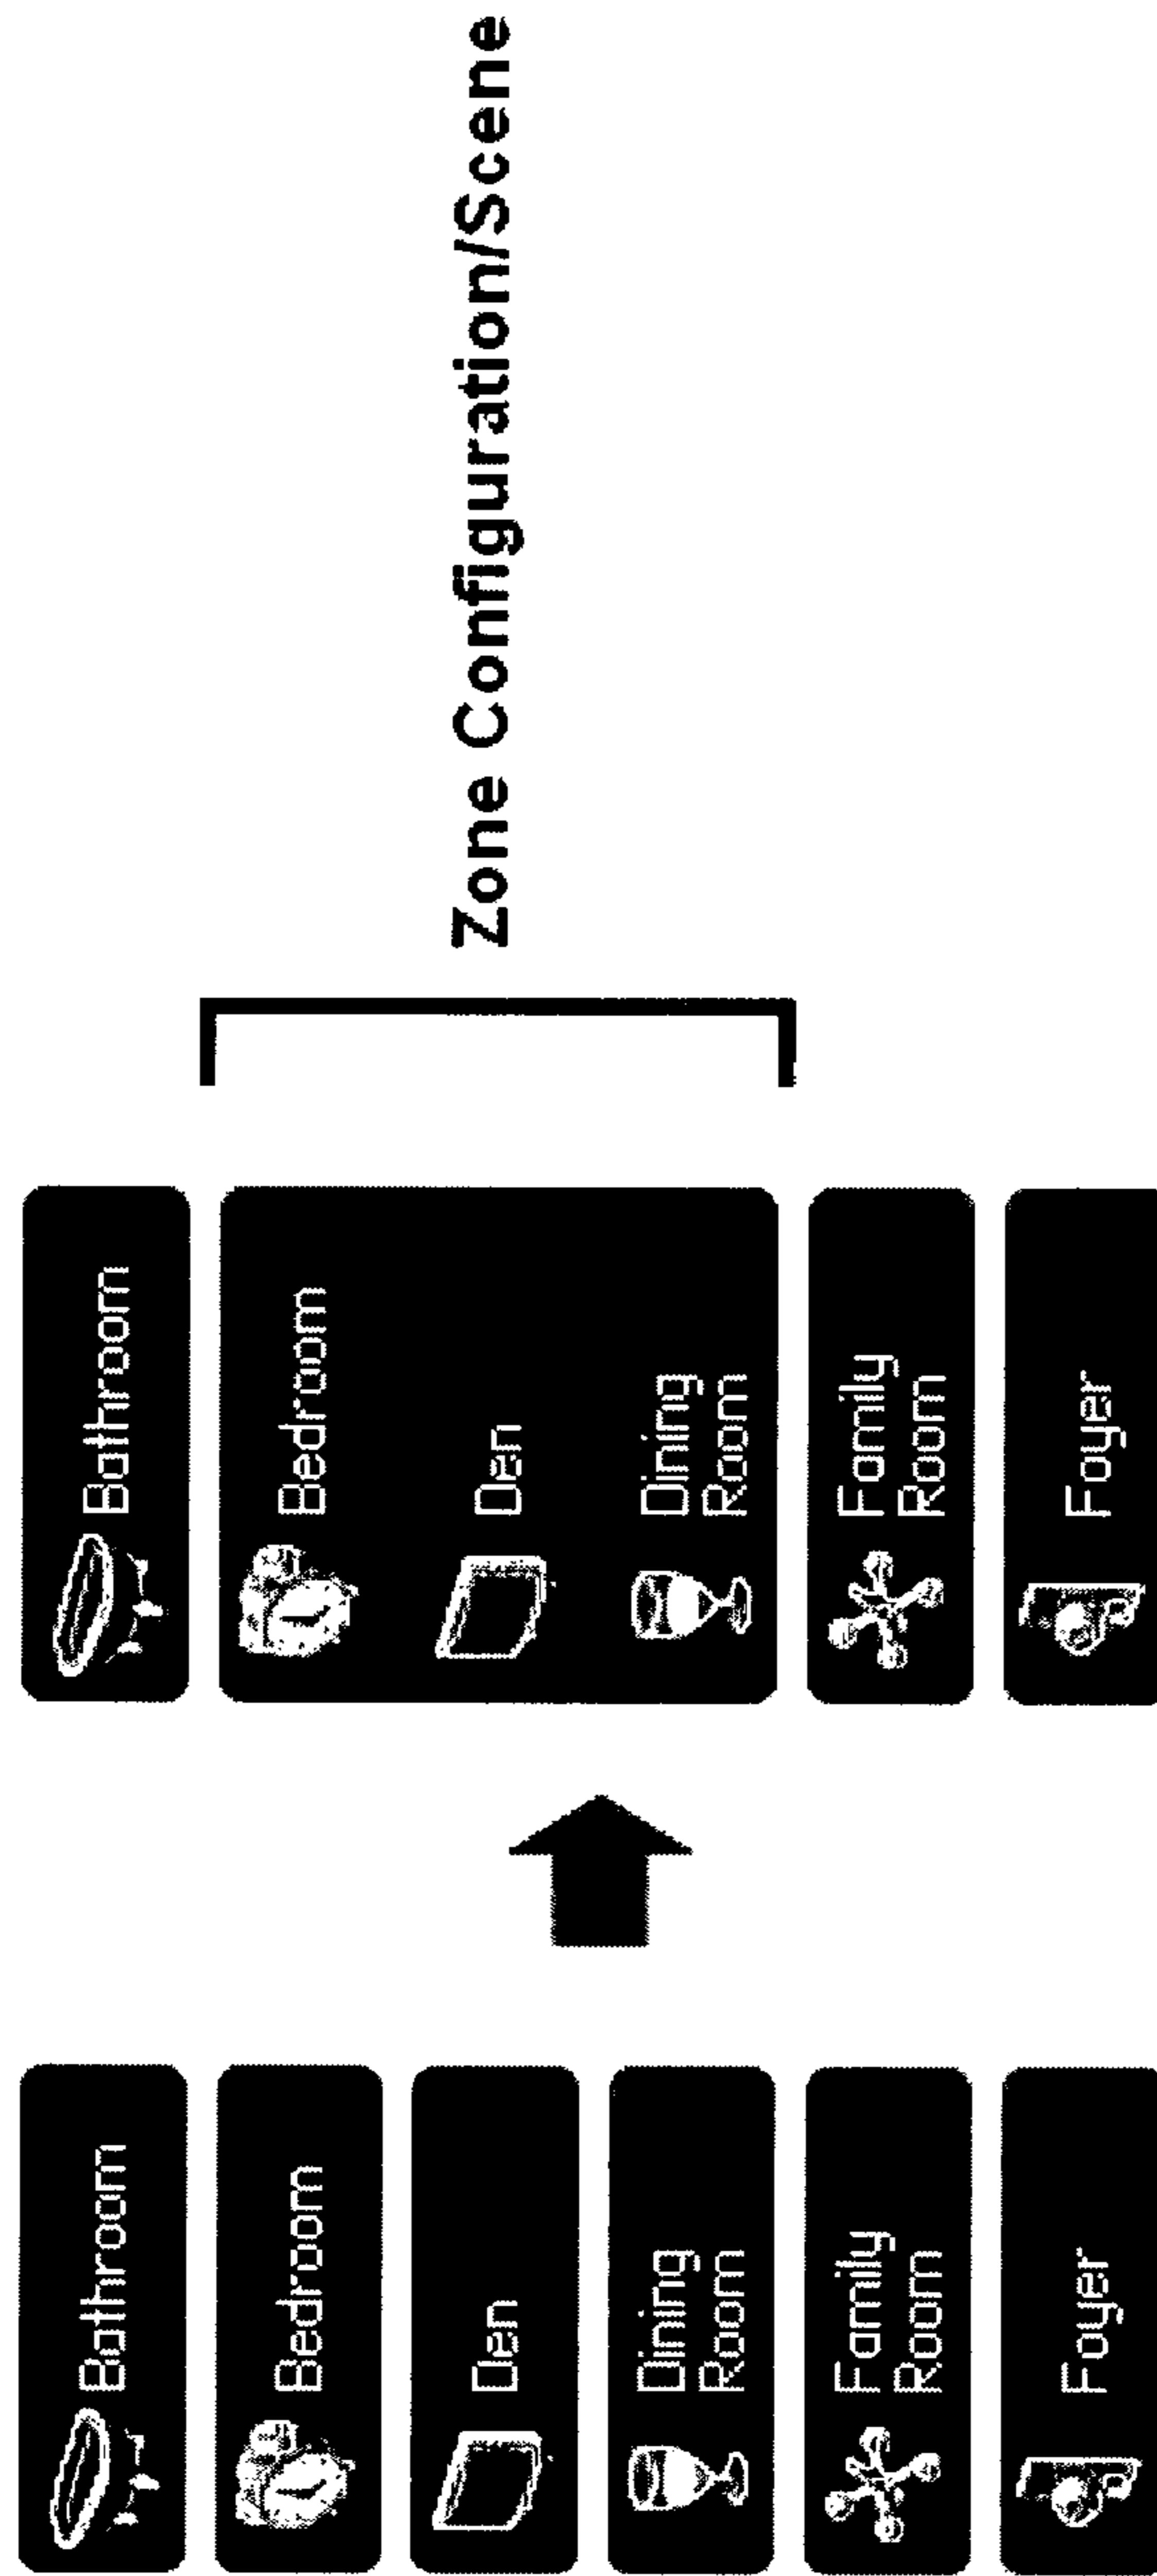 Bathroom
Bedroom
Den
Dining
Room
Family
Room
Foyer
Bathroom
Bedroom
Den
Dining
Room
Family
Room
Foyer
Zone Configuration/Scene